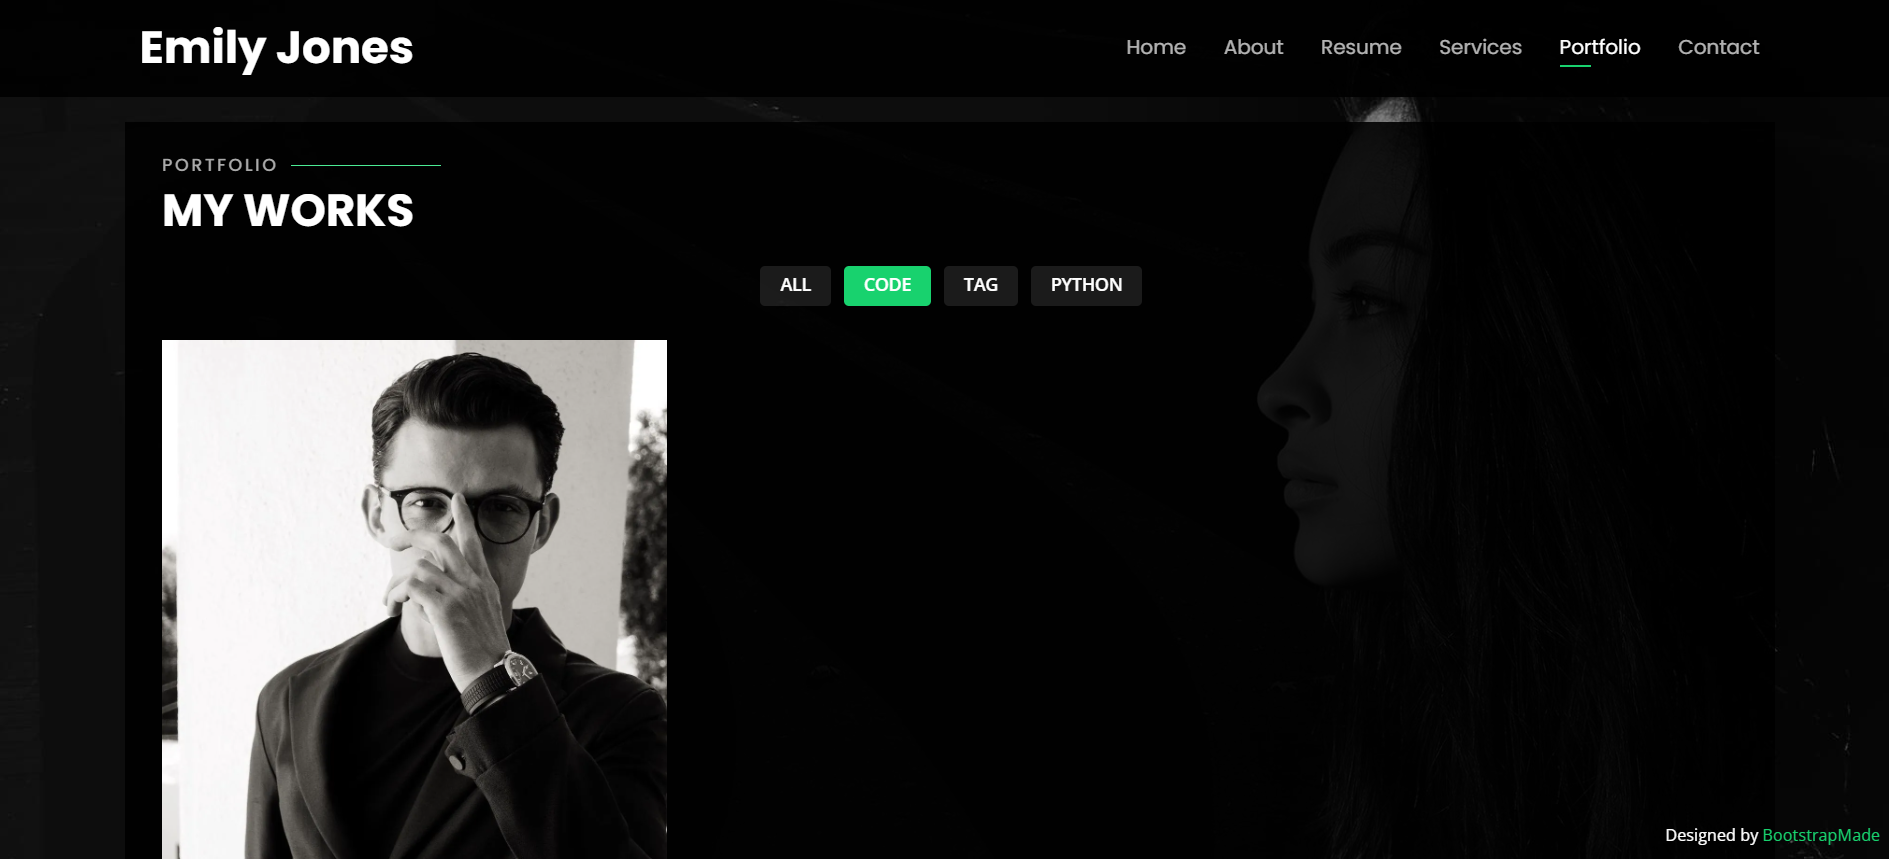 Emily Jones
Home About Resume Services Portfolio Contact
PORTFOLIO
MY WORKS
ALL CODE TAG PYTHON
Designed by BootstrapMade